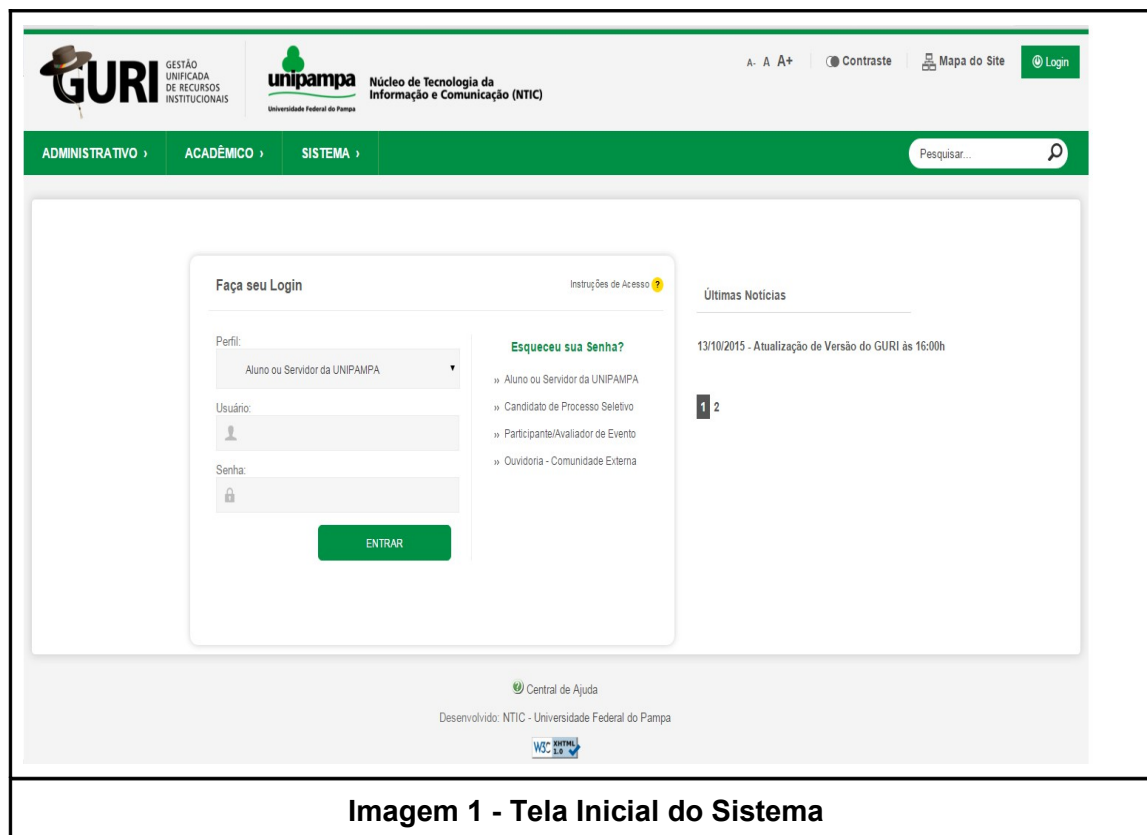 GURI
GESTÃO
UNIFICADA
DE RECURSOS
INSTITUCIONAIS
unipampa
Universidade Federal do Pampa
Núcleo de Tecnologia da
Informação e Comunicação (NTIC)
A- A A+ Contraste Mapa do Site Login
ADMINISTRATIVO › ACADÊMICO › SISTEMA › Pesquisar...
Faça seu Login Instruções de Acesso ?
Perfil:
Aluno ou Servidor da UNIPAMPA
Usuário:
Senha:
ENTRAR
Esqueceu sua Senha?
» Aluno ou Servidor da UNIPAMPA
» Candidato de Processo Seletivo
» Participante/Avaliador de Evento
» Ouvidoria - Comunidade Externa
Últimas Notícias
13/10/2015 - Atualização de Versão do GURI às 16:00h
1 2
Central de Ajuda
Desenvolvido: NTIC - Universidade Federal do Pampa
W3C XHTML 1.0
Imagem 1 - Tela Inicial do Sistema